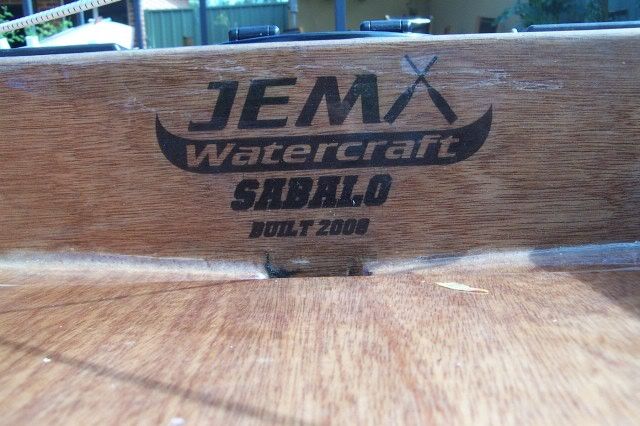 JEM
Watercraft
SABALO
BUILT 2008